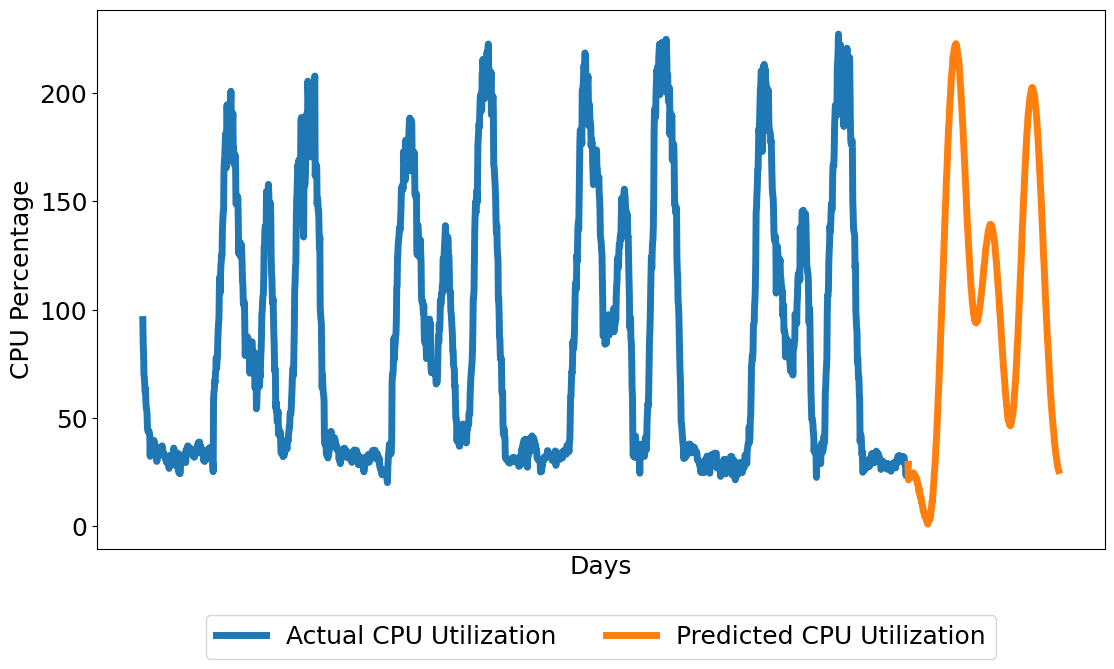 CPU Percentage
200
150
100
50
0
Days
Actual CPU Utilization
Predicted CPU Utilization